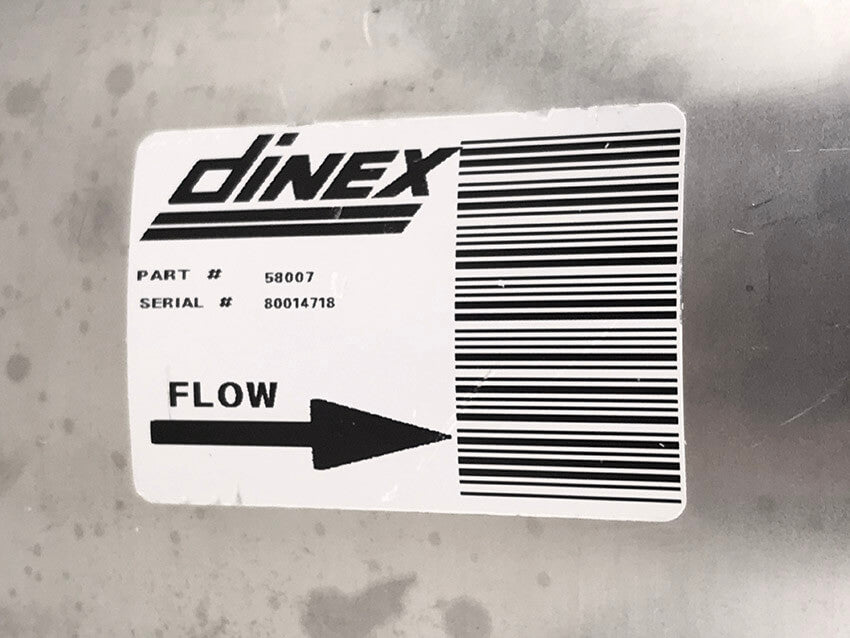 dinex
PART # 58007
SERIAL # 80014718
FLOW